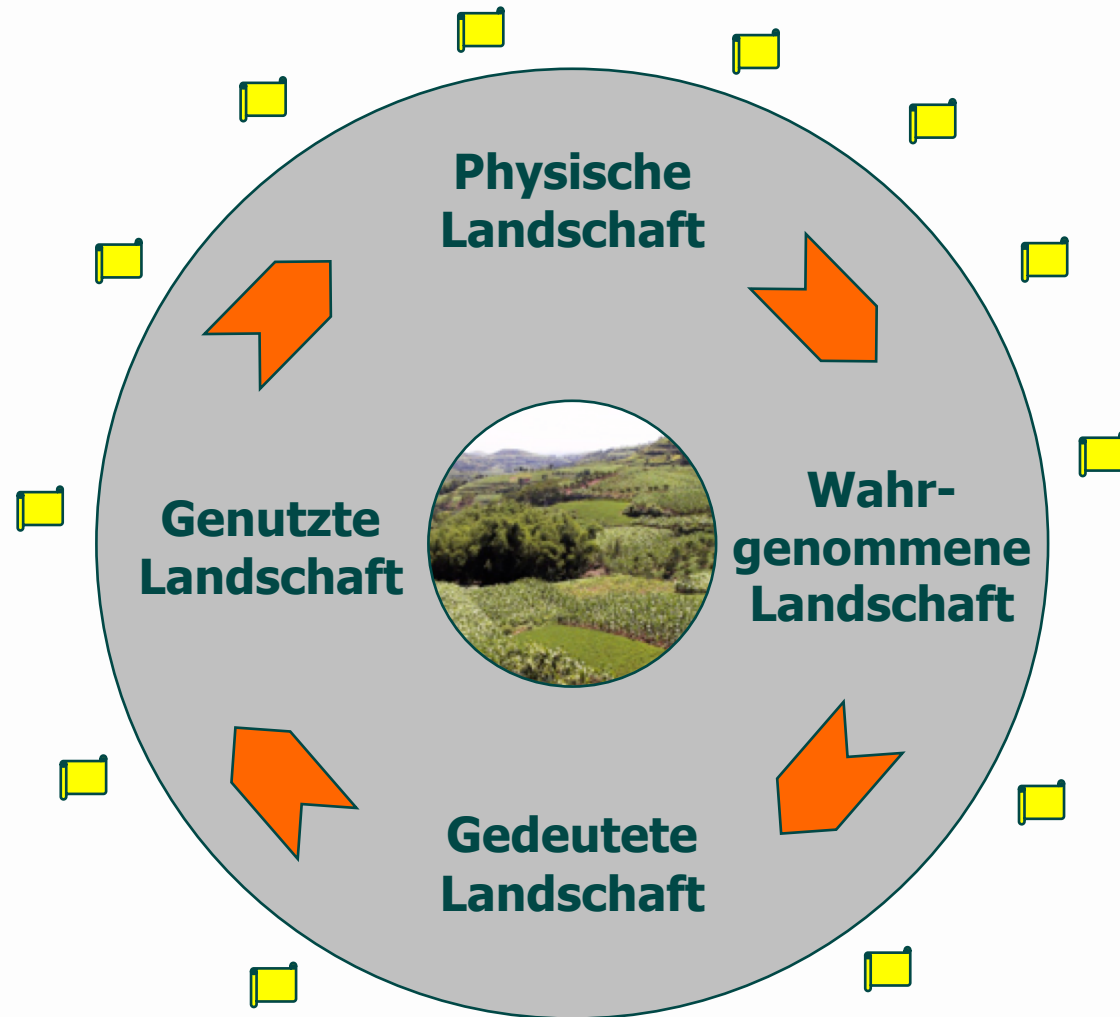 Physische
Landschaft
Wahr-
genommene
Landschaft
Gedeutete
Landschaft
Genutzte
Landschaft